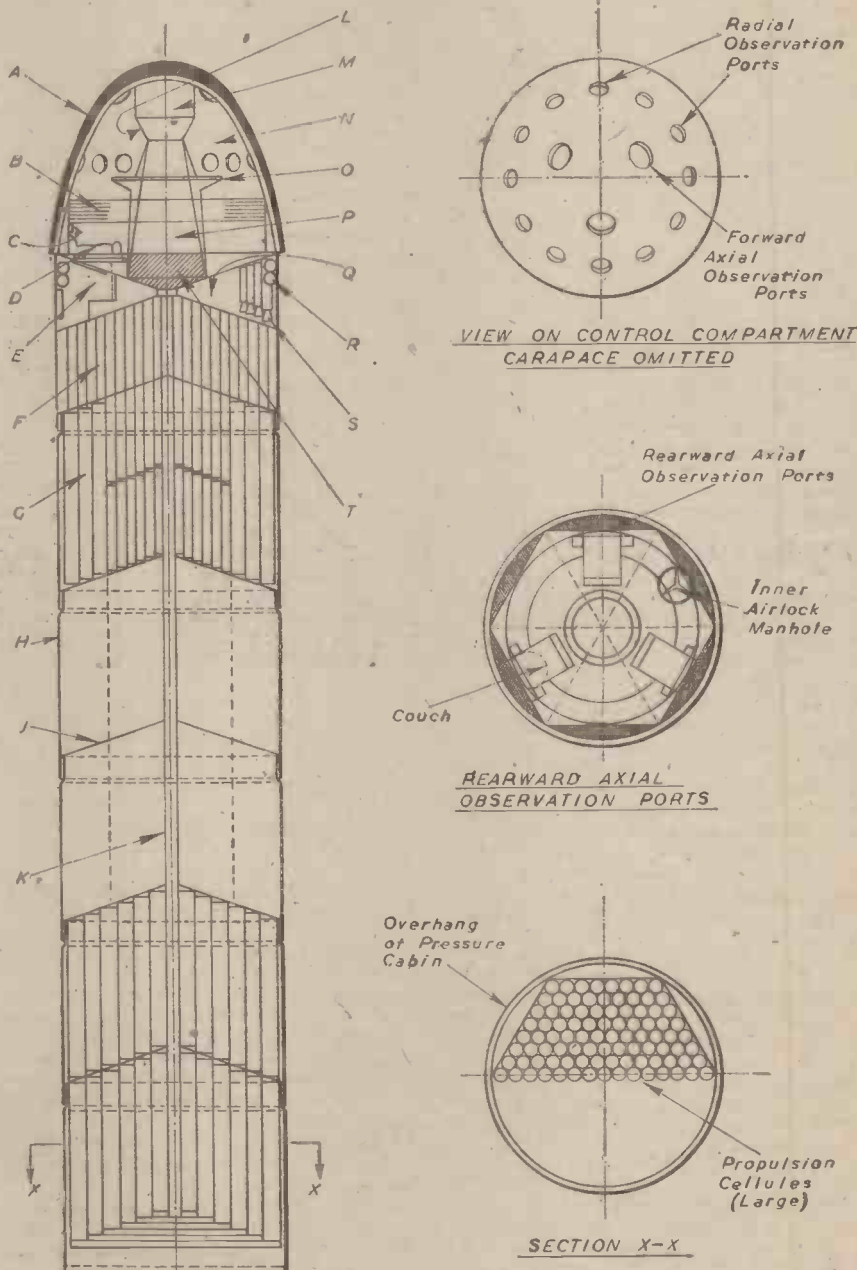 A
B
C
D
E
F
G
H
J
K
L
M
N
O
P
Q
R
S
T
X
X
Radial
Observation
Ports
Forward
Axial
Observation
Ports
VIEW ON CONTROL COMPARTMENT
CARAPACE OMITTED
Rearward Axial
Observation Ports
Inner
Airlock
Manhole
Couch
REARWARD AXIAL
OBSERVATION PORTS
Overhang
of Pressure
Cabin
Propulsion
Cellules
(Large)
SECTION X-X